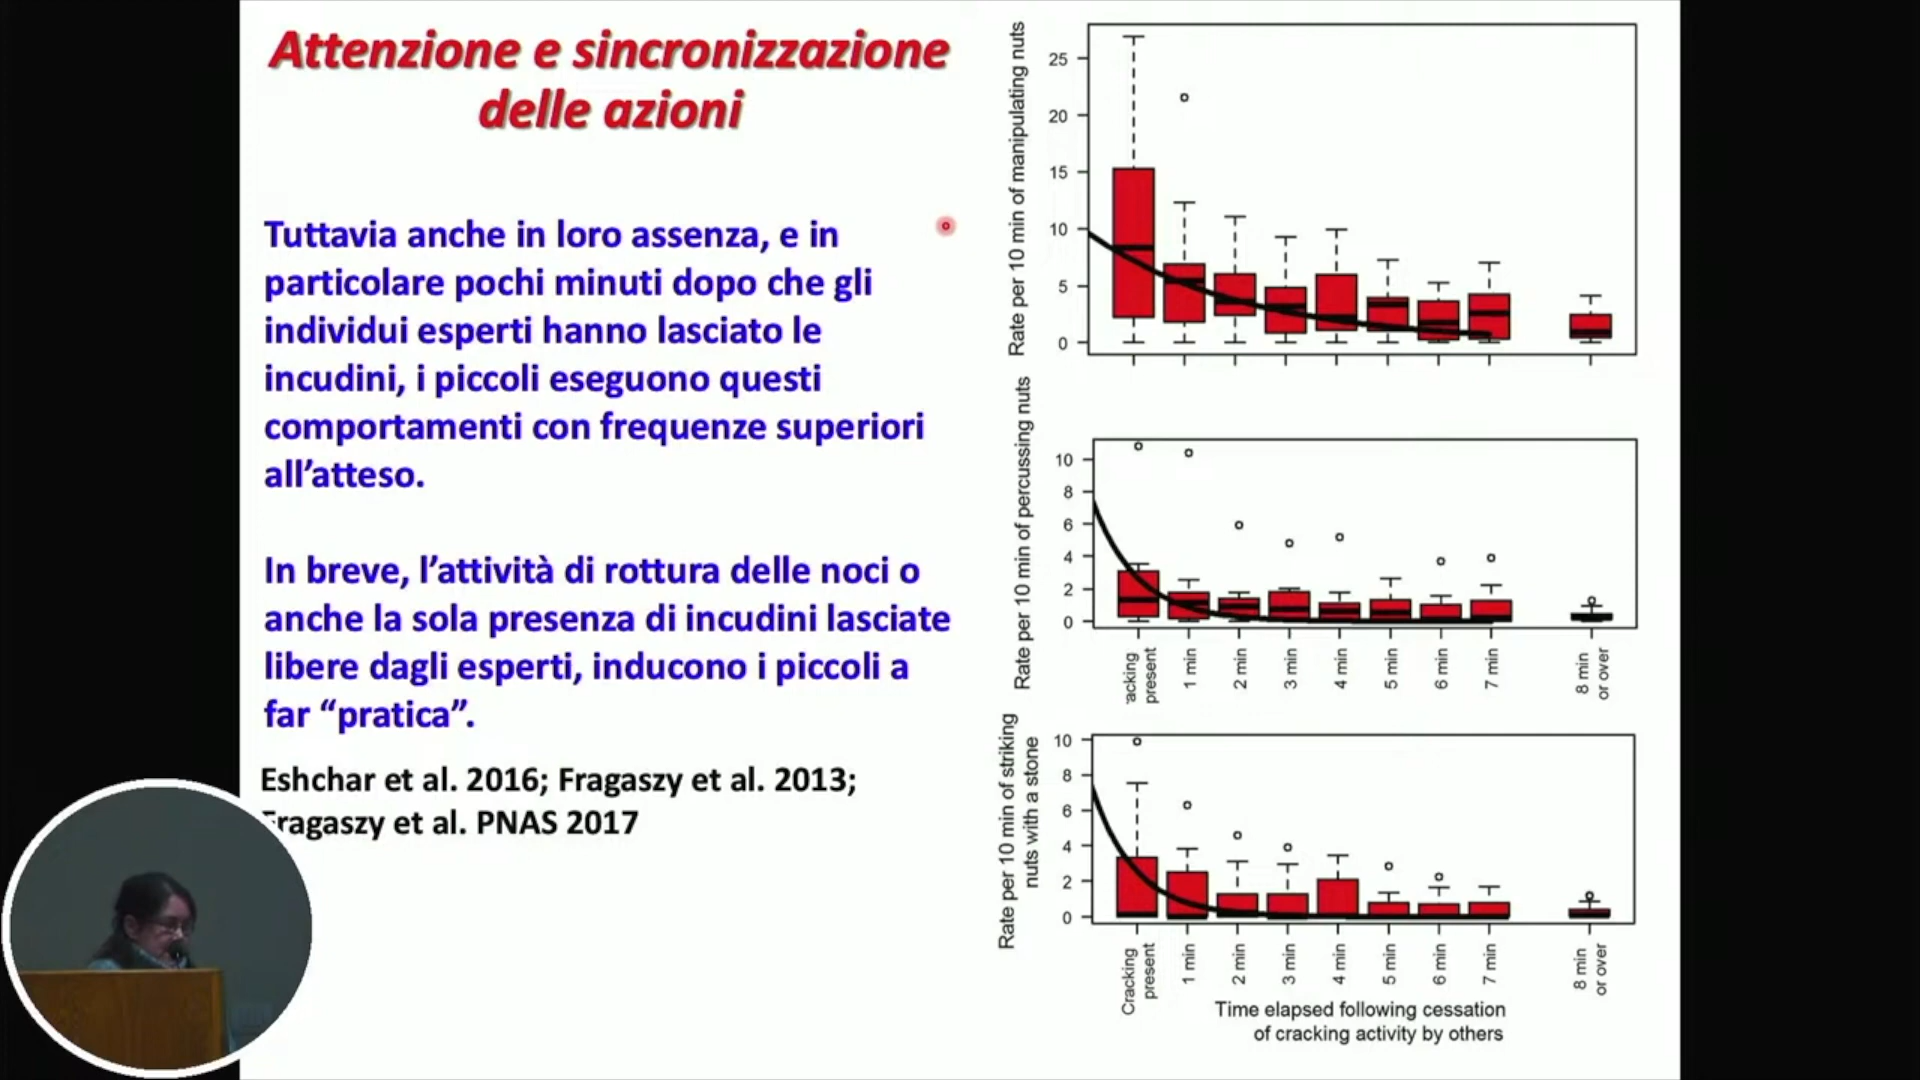 Attenzione e sincronizzazione
delle azioni
Tuttavia anche in loro assenza, e in
particolare pochi minuti dopo che gli
individui esperti hanno lasciato le
incudini, i piccoli eseguono questi
comportamenti con frequenze superiori
all’atteso.
In breve, l’attività di rottura delle noci o
anche la sola presenza di incudini lasciate
libere dagli esperti, inducono i piccoli a
far “pratica”.
Eshchar et al. 2016; Fragaszy et al. 2013;
Fragaszy et al. PNAS 2017
Rate per 10 min of manipulating nuts
25
20
15
10
5
0
Rate per 10 min of percussing nuts
10
8
6
4
2
0
acking
present
1 min
2 min
3 min
4 min
5 min
6 min
7 min
8 min
or over
Rate per 10 min of striking
nuts with a stone
10
8
6
4
2
0
Cracking
present
1 min
2 min
3 min
4 min
5 min
6 min
7 min
8 min
or over
Time elapsed following cessation
of cracking activity by others